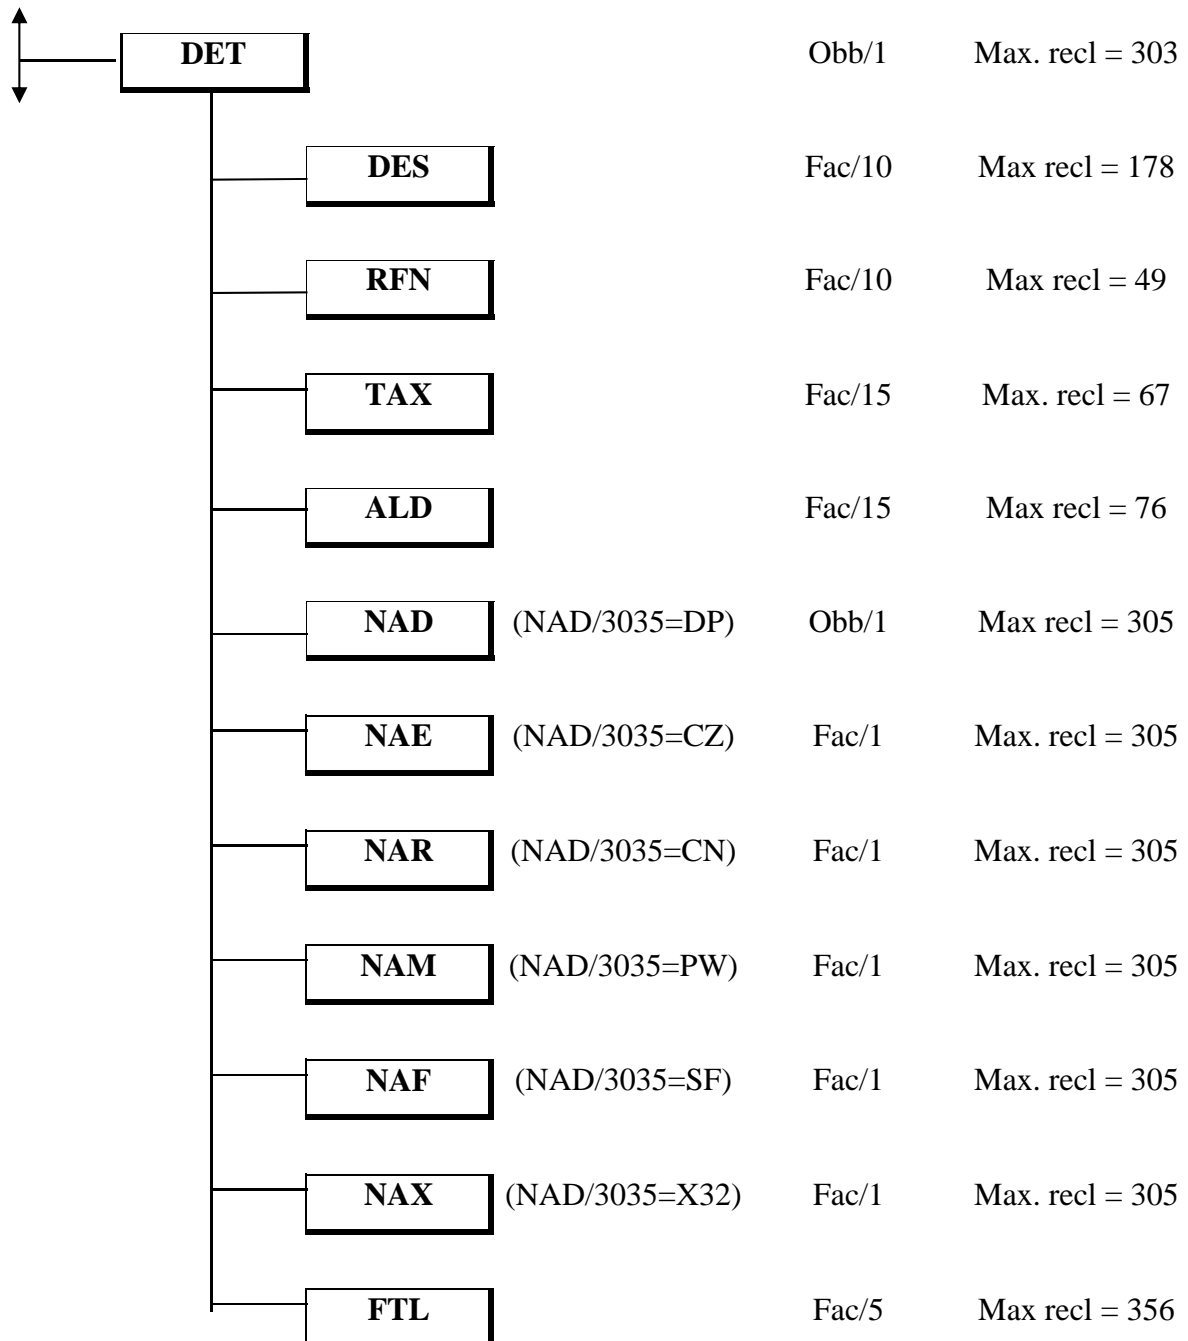 DET Obb/1 Max. recl = 303
DES Fac/10 Max recl = 178
RFN Fac/10 Max recl = 49
TAX Fac/15 Max. recl = 67
ALD Fac/15 Max recl = 76
NAD (NAD/3035=DP) Obb/1 Max recl = 305
NAE (NAD/3035=CZ) Fac/1 Max. recl = 305
NAR (NAD/3035=CN) Fac/1 Max. recl = 305
NAM (NAD/3035=PW) Fac/1 Max. recl = 305
NAF (NAD/3035=SF) Fac/1 Max. recl = 305
NAX (NAD/3035=X32) Fac/1 Max. recl = 305
FTL Fac/5 Max recl = 356